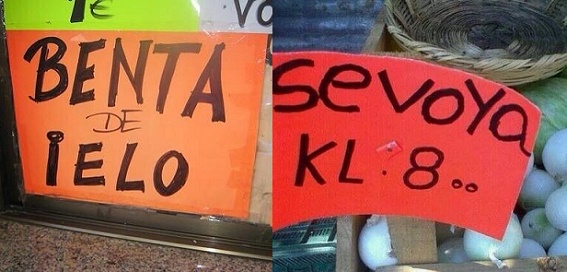 BENTA
DE
iELO
sevoya
KL. 8..